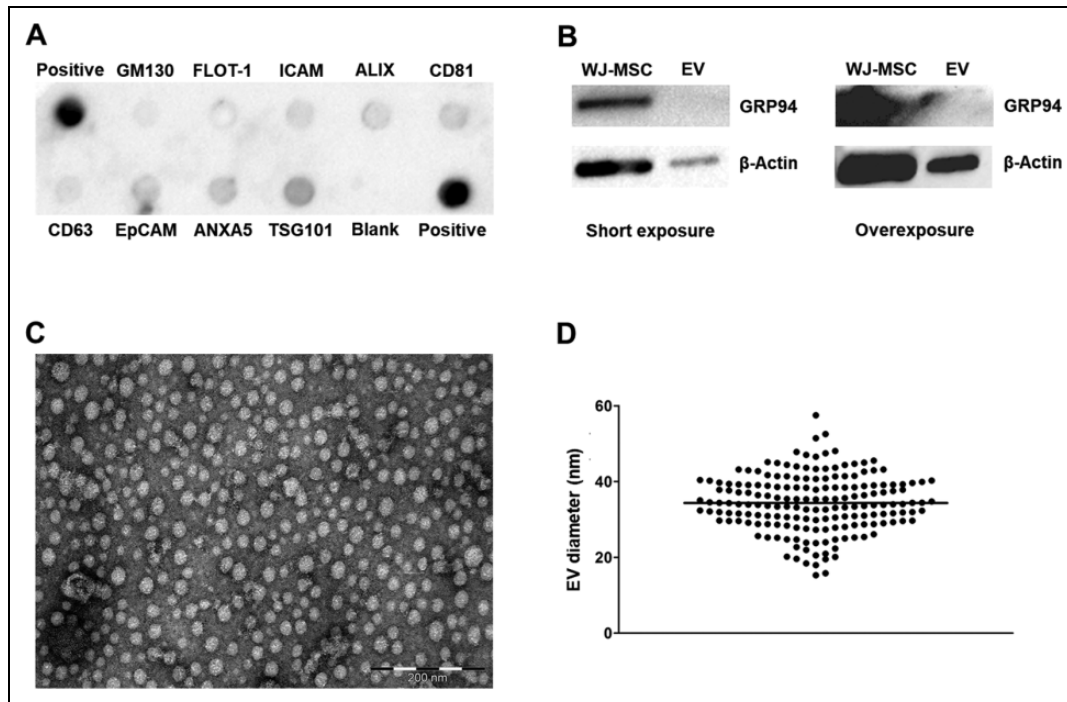 A
Positive GM130 FLOT-1 ICAM ALIX CD81
CD63 EpCAM ANXA5 TSG101 Blank Positive
B
WJ-MSC EV
GRP94
β-Actin
Short exposure
WJ-MSC EV
GRP94
β-Actin
Overexposure
C
200 nm
D
EV diameter (nm)
60
40
20
0